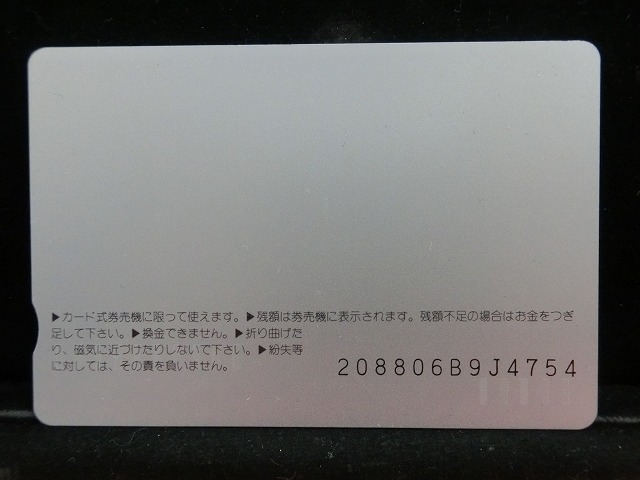 ▶カード式券売機に限って使えます。▶残額は券売機に表示されます。残額不足の場合はお金をつぎ
足して下さい。▶換金できません。▶折り曲げた
り、磁気に近づけたりしないで下さい。▶紛失等
に対しては、その責を負いません。
208806B9J4754